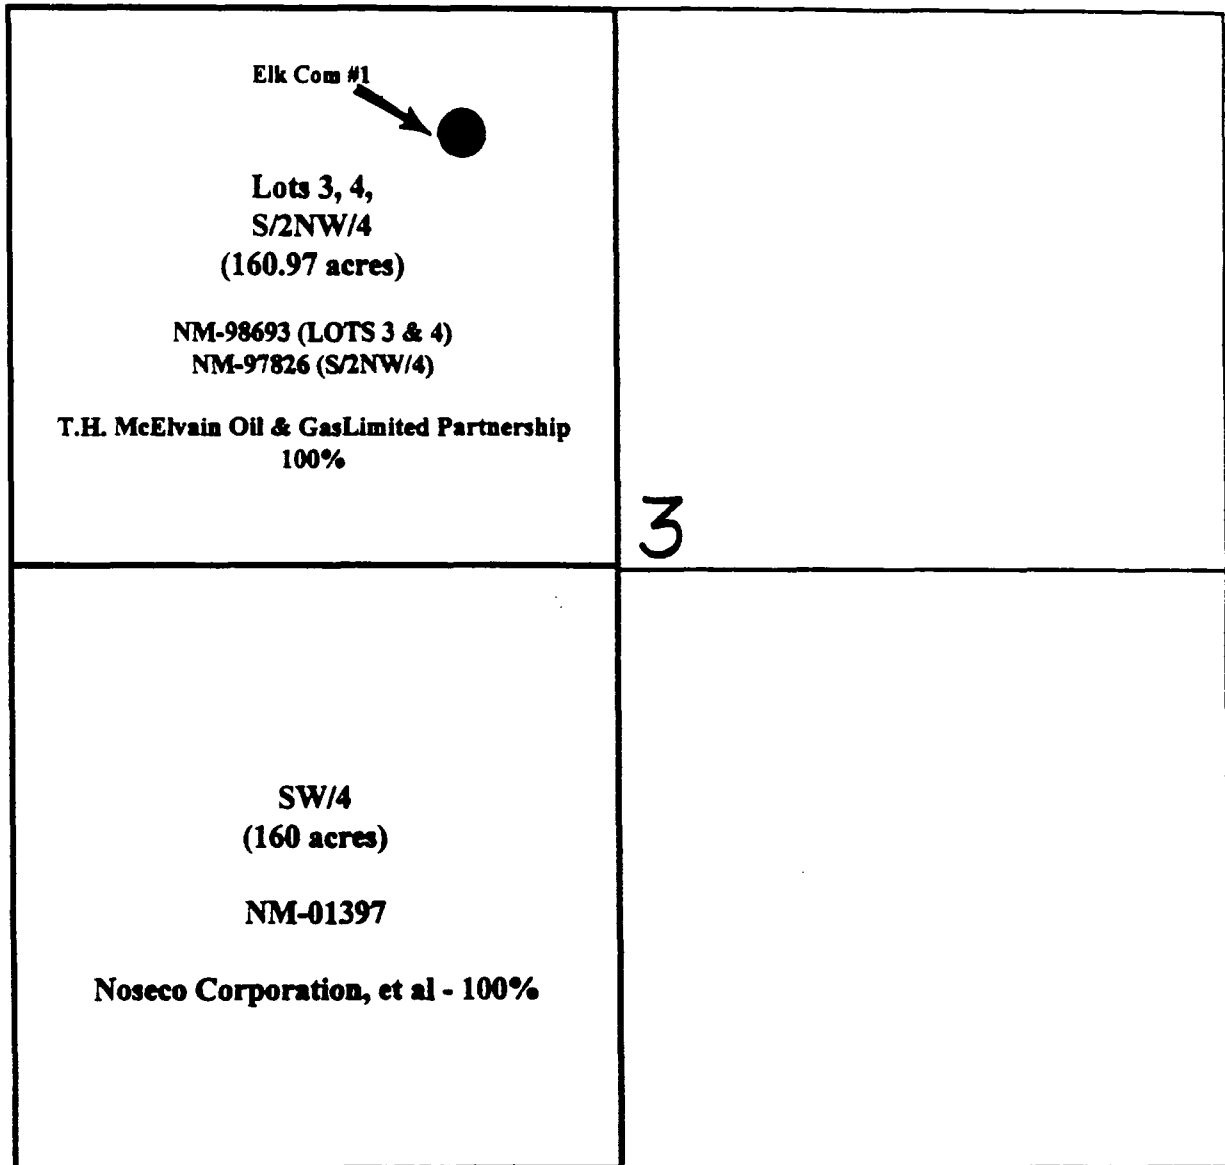 Elk Com #1
Lots 3, 4,
S/2NW/4
(160.97 acres)
NM-98693 (LOTS 3 & 4)
NM-97826 (S/2NW/4)
T.H. McElvain Oil & GasLimited Partnership
100%
3
SW/4
(160 acres)
NM-01397
Noseco Corporation, et al - 100%